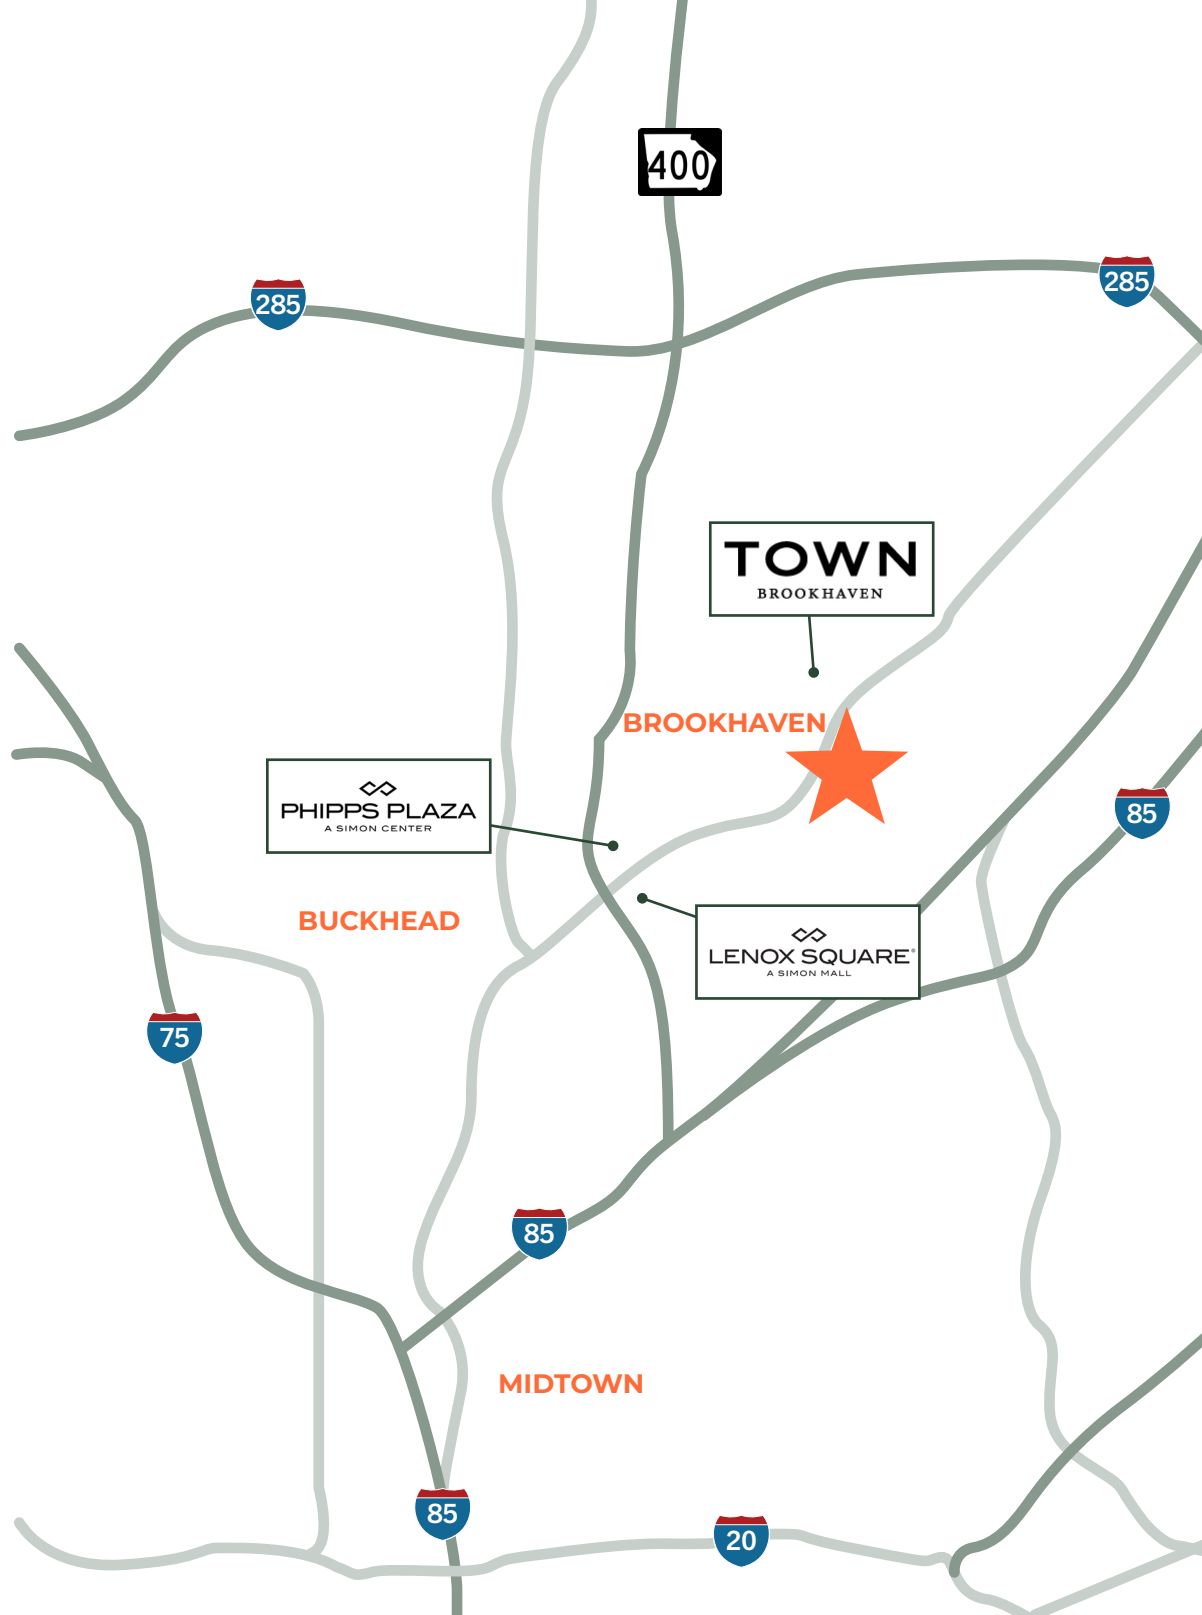 400
285
285
TOWN
BROOKHAVEN
BROOKHAVEN
PHIPPS PLAZA
A SIMON CENTER
85
BUCKHEAD
LENOX SQUARE®
A SIMON MALL
75
85
MIDTOWN
85
20